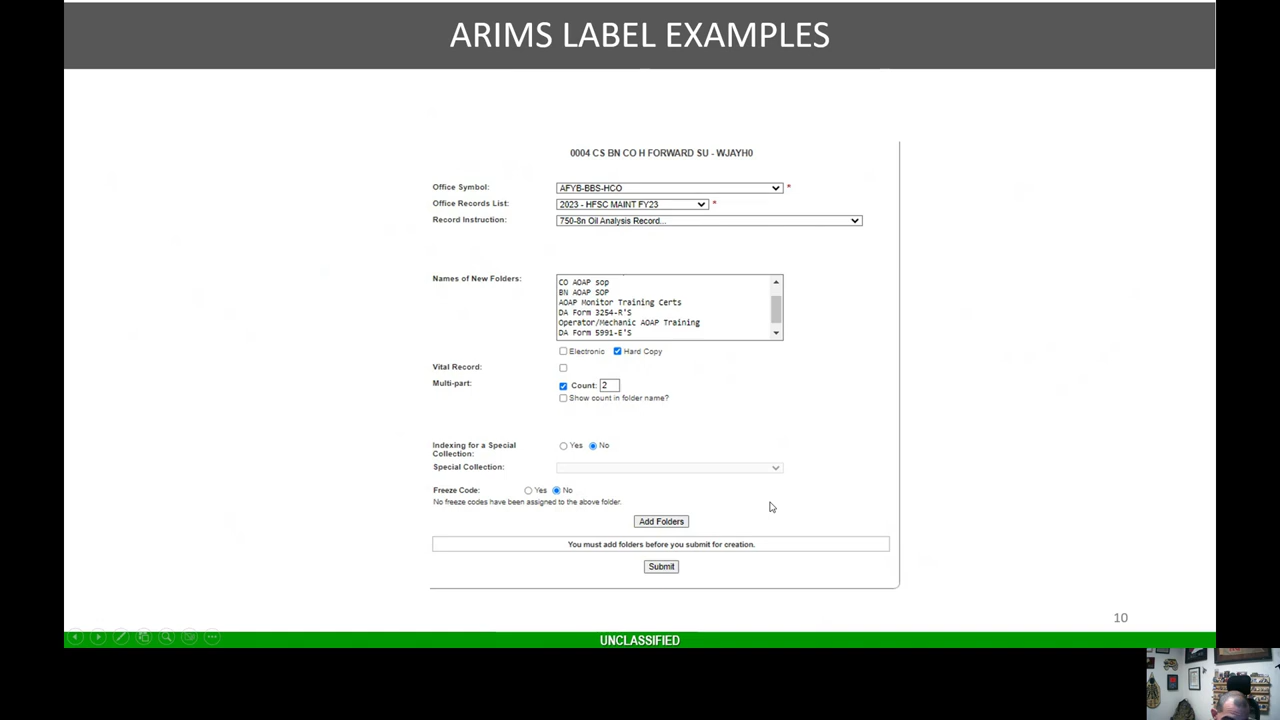 ARIMS LABEL EXAMPLES
0004 CS BN CO H FORWARD SU - WJAYH0
Office Symbol: AFYB-BBS-HCO *
Office Records List: 2023 - HFSC MAINT FY23 *
Record Instruction: 750-8n Oil Analysis Record...
Names of New Folders: CO AOAP sop
BN AOAP SOP
AOAP Monitor Training Certs
DA Form 3254-R'S
Operator/Mechanic AOAP Training
DA Form 5991-E'S
Electronic Hard Copy
Vital Record:
Multi-part: Count: 2
Show count in folder name?
Indexing for a Special Yes No
Collection:
Special Collection:
Freeze Code: Yes No
No freeze codes have been assigned to the above folder.
Add Folders
You must add folders before you submit for creation.
Submit
10
UNCLASSIFIED